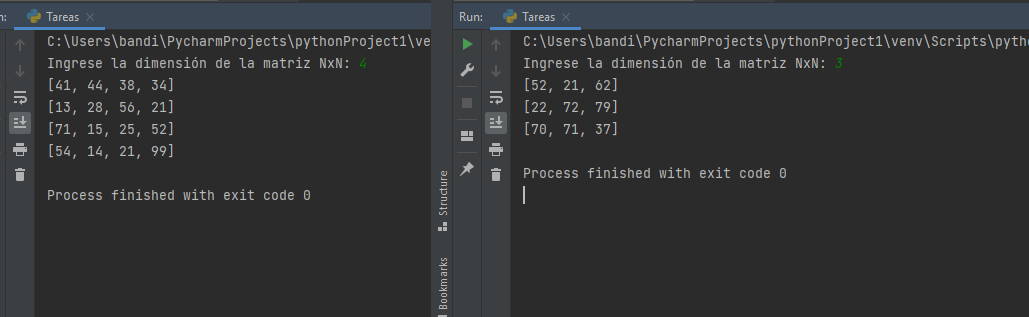 n:
Tareas
C:\Users\bandi\PycharmProjects\pythonProject1\ve
Ingrese la dimensión de la matriz NxN: 4
[41, 44, 38, 34]
[13, 28, 56, 21]
[71, 15, 25, 52]
[54, 14, 21, 99]
Process finished with exit code 0
Structure
Bookmarks
Run:
Tareas
C:\Users\bandi\PycharmProjects\pythonProject1\venv\Scripts\pytho
Ingrese la dimensión de la matriz NxN: 3
[52, 21, 62]
[22, 72, 79]
[70, 71, 37]
Process finished with exit code 0